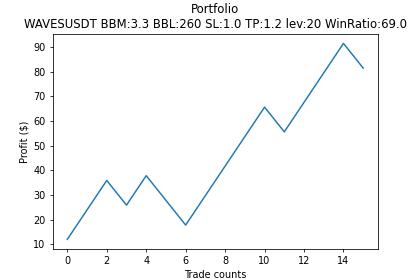 Portfolio
WAVESUSDT BBM:3.3 BBL:260 SL:1.0 TP:1.2 lev:20 WinRatio:69.0
90
80
70
60
50
40
30
20
10
Profit ($)
0 2 4 6 8 10 12 14
Trade counts